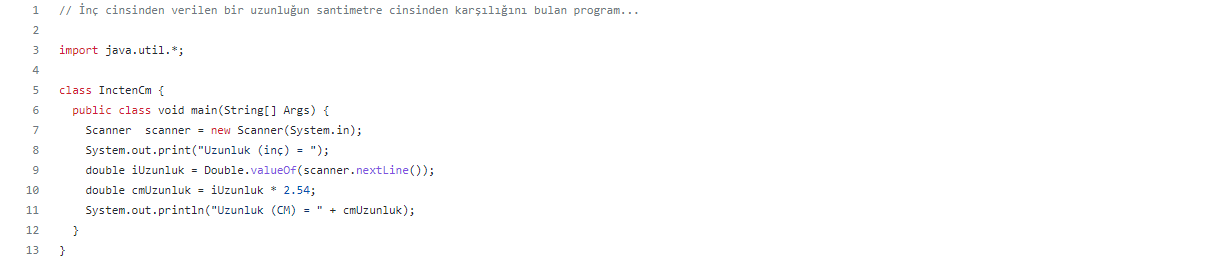 1 // İnç cinsinden verilen bir uzunluğun santimetre cinsinden karşılığını bulan program...
2
3 import java.util.*;
4
5 class InctenCm {
6 public class void main(String[] Args) {
7 Scanner  scanner = new Scanner(System.in);
8 System.out.print("Uzunluk (inç) = ");
9 double iUzunluk = Double.valueOf(scanner.nextLine());
10 double cmUzunluk = iUzunluk * 2.54;
11 System.out.println("Uzunluk (CM) = " + cmUzunluk);
12 }
13 }